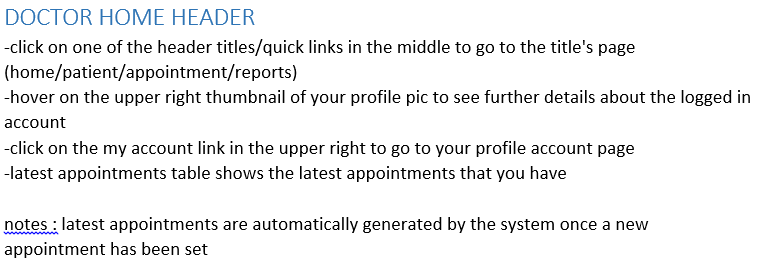 DOCTOR HOME HEADER
-click on one of the header titles/quick links in the middle to go to the title's page
(home/patient/appointment/reports)
-hover on the upper right thumbnail of your profile pic to see further details about the logged in
account
-click on the my account link in the upper right to go to your profile account page
-latest appointments table shows the latest appointments that you have
notes : latest appointments are automatically generated by the system once a new
appointment has been set